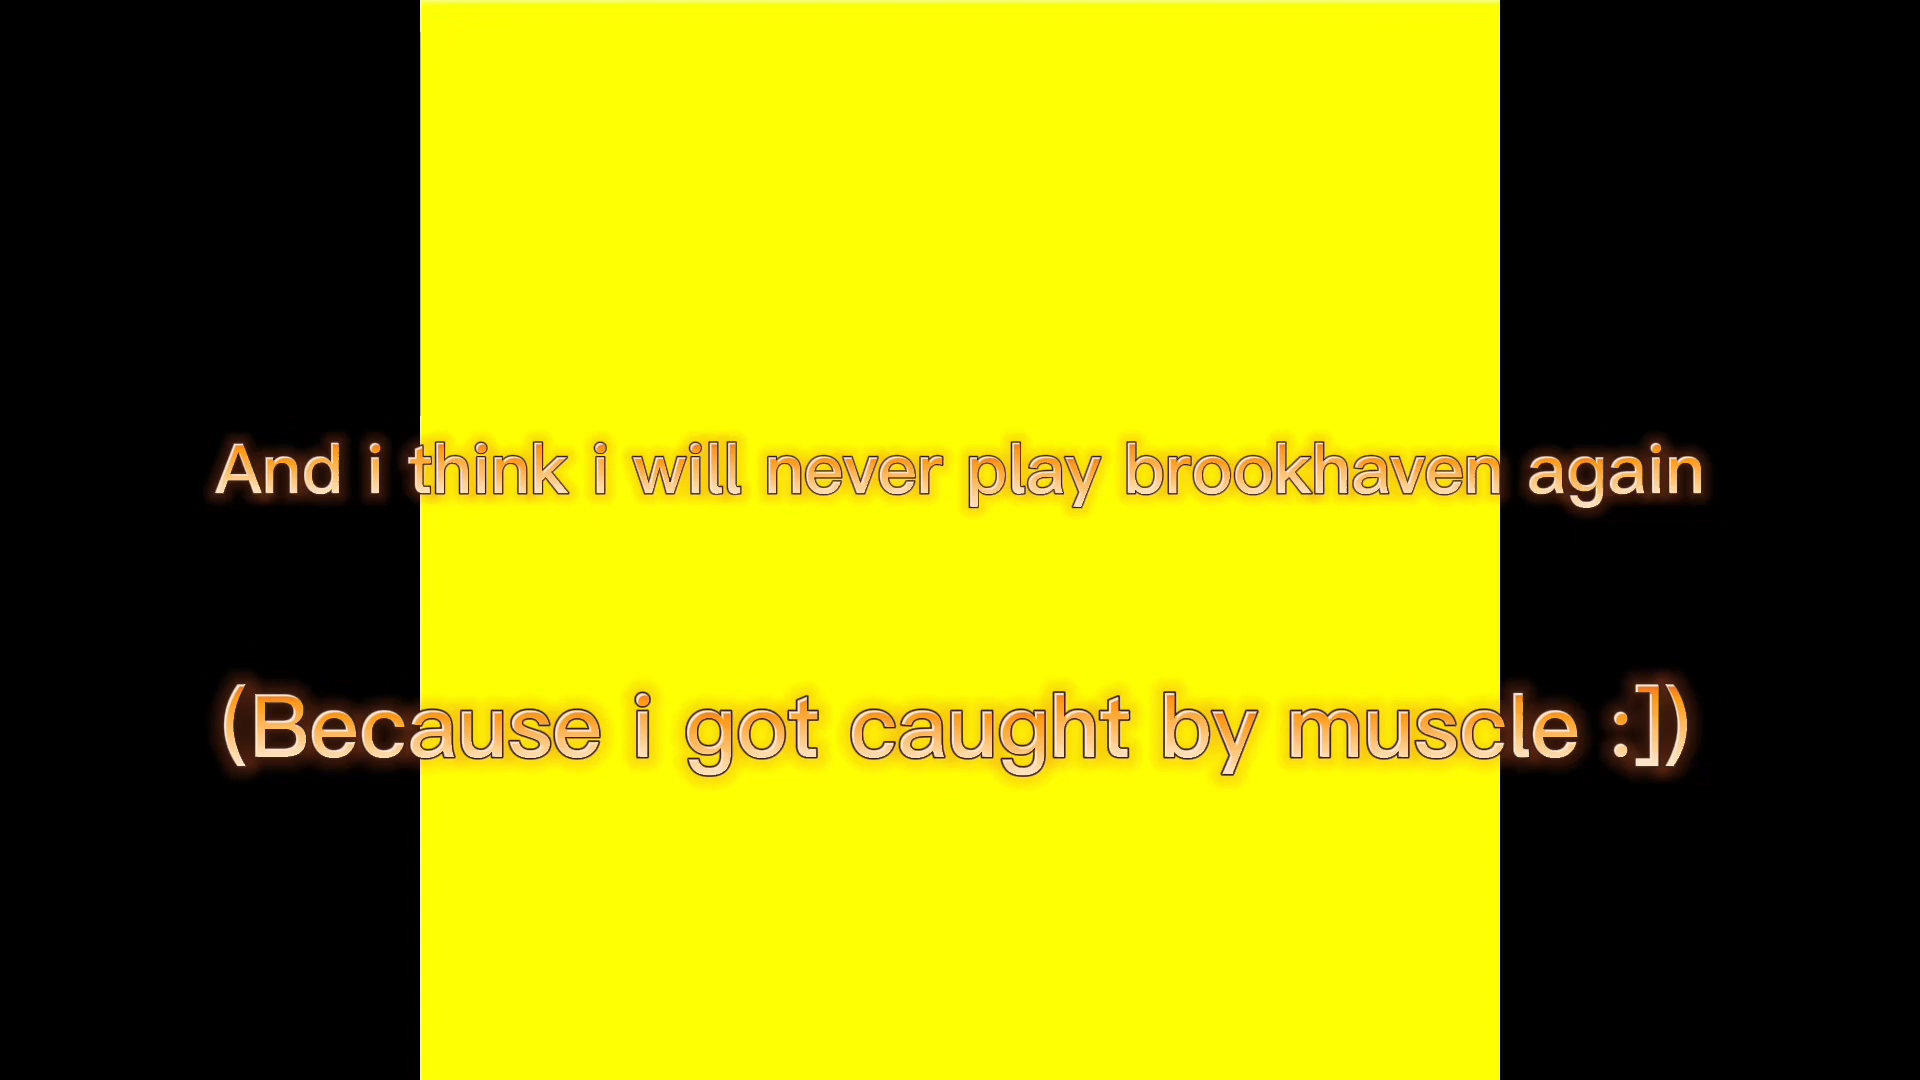 And i think i will never play brookhaven again
(Because i got caught by muscle :])